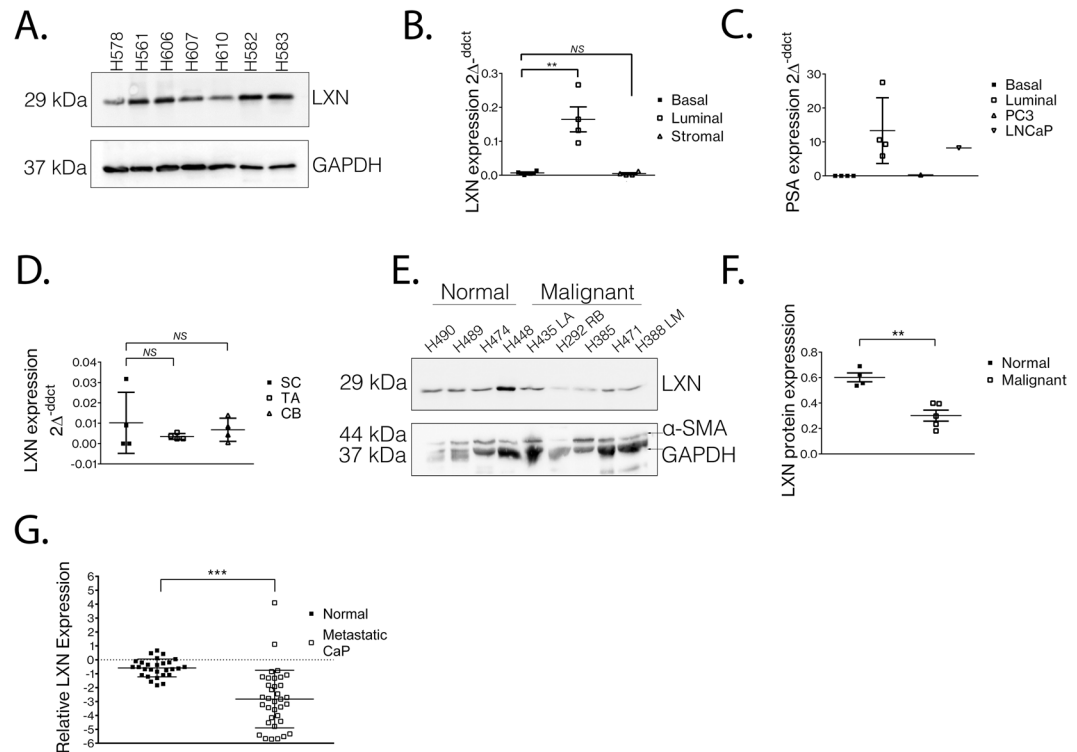 A.
H578 H561 H606 H607 H610 H582 H583
29 kDa LXN
37 kDa GAPDH
B.
LXN expression 2Δ-ddct
0.3
0.2
0.1
0.0
**
NS
Basal
Luminal
Stromal
C.
PSA expression 2Δ-ddct
30
20
10
0
Basal
Luminal
PC3
LNCaP
D.
LXN expression
2Δ-ddct
0.04
0.03
0.02
0.01
0.00
-0.01
NS
NS
SC
TA
CB
E.
Normal Malignant
H490 H489 H474 H448 H435 LA H292 RB H385 H471 H388 LM
29 kDa LXN
44 kDa α-SMA
37 kDa GAPDH
F.
LXN protein expresssion
0.8
0.6
0.4
0.2
0.0
**
Normal
Malignant
G.
Relative LXN Expression
6
5
4
3
2
1
0
-1
-2
-3
-4
-5
-6
***
Normal
Metastatic
CaP